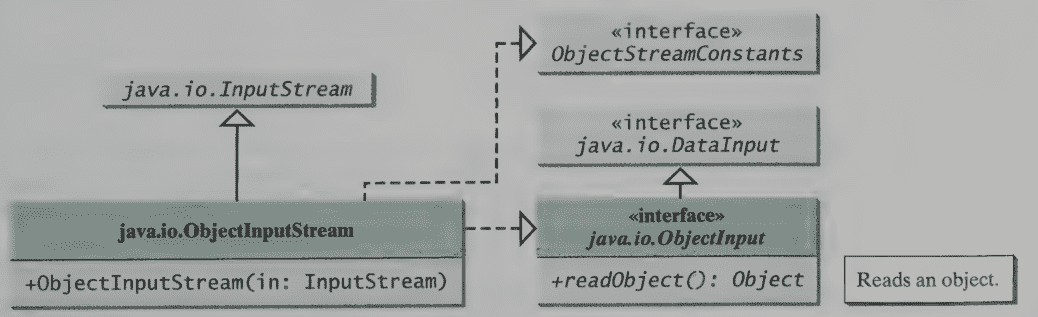 «interface»
ObjectStreamConstants
java.io.InputStream
«interface»
java.io.DataInput
java.io.ObjectInputStream
«interface»
java.io.ObjectInput
+ObjectInputStream(in: InputStream)
+readObject(): Object
Reads an object.